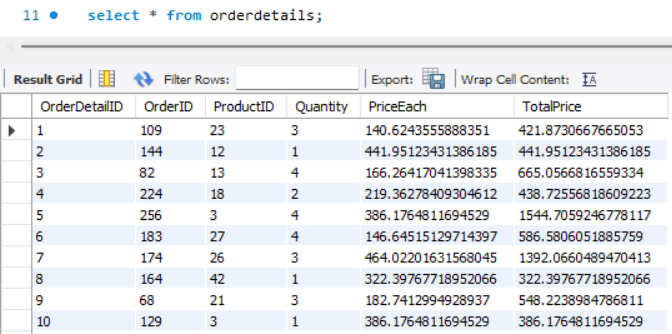 11 select * from orderdetails;
Result Grid Filter Rows: Export: Wrap Cell Content:
OrderDetailID OrderID ProductID Quantity PriceEach TotalPrice
1 109 23 3 140.6243555888351 421.8730667665053
2 144 12 1 441.95123431386185 441.95123431386185
3 82 13 4 166.26417041398335 665.0566816559334
4 224 18 2 219.36278409304612 438.72556818609223
5 256 3 4 386.1764811694529 1544.7059246778117
6 183 27 4 146.64515129714397 586.5806051885759
7 174 26 3 464.02201631568045 1392.0660489470413
8 164 42 1 322.39767718952066 322.39767718952066
9 68 21 3 182.7412994928937 548.2238984786811
10 129 3 1 386.1764811694529 386.1764811694529